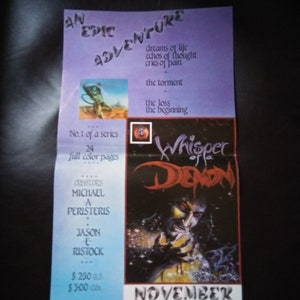 AN
EPIC
ADVENTURE
dreams of life
echos of thought
cries of pain
the torment
the loss
the beginning
No.1 of a series
24
full color pages
CREATORS
MICHAEL
A
PERISTERIS
JASON
E
RISTOCK
$ 2.50 U.S.
$ 3.00 CAN.
Whisper
of a
DEMON
NOVEMBER